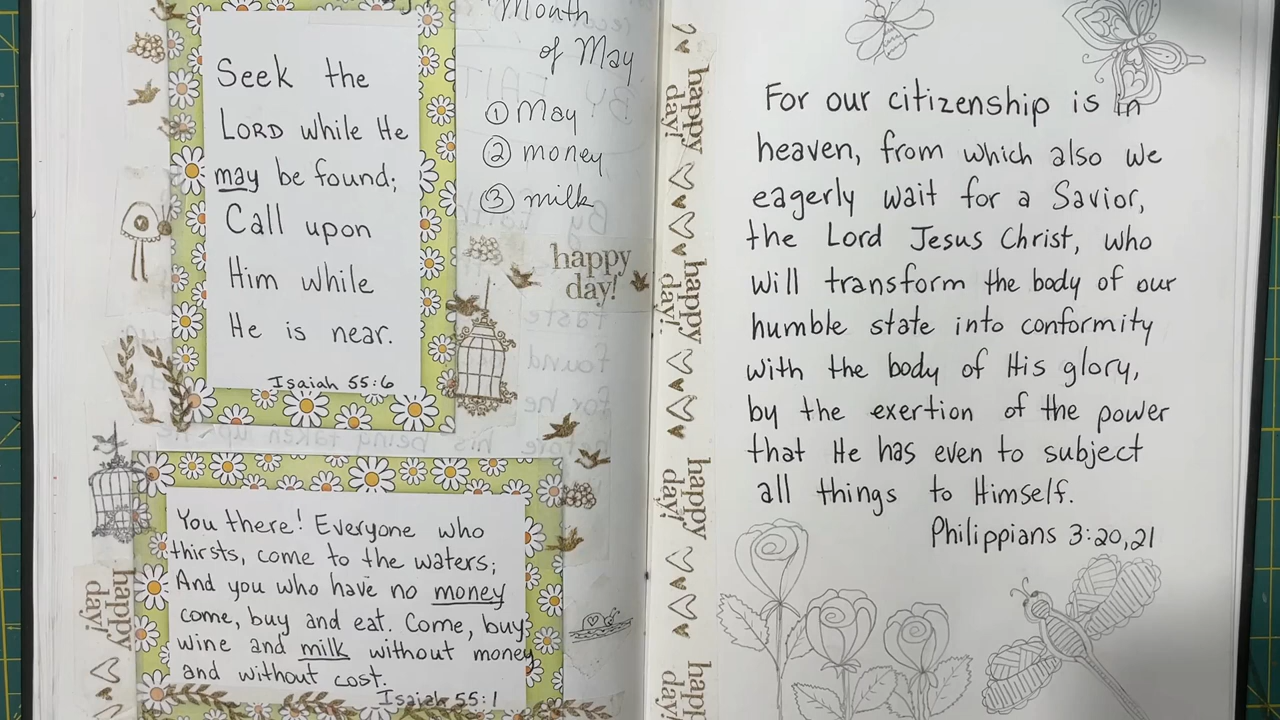 Seek the
LORD while He
may be found;
Call upon
Him while
He is near.
Isaiah 55:6
You there! Everyone who
thirsts, come to the waters;
And you who have no money
come, buy and eat. Come, buy
wine and milk without money
and without cost.
Isaiah 55:1
happy
day!
Month
of May
① May
② money
③ milk
happy
day!
happy
day!
happy
day!
happy
day!
happy
For our citizenship is in
heaven, from which also we
eagerly wait for a Savior,
the Lord Jesus Christ, who
will transform the body of our
humble state into conformity
with the body of His glory,
by the exertion of the power
that He has even to subject
all things to Himself.
Philippians 3:20,21